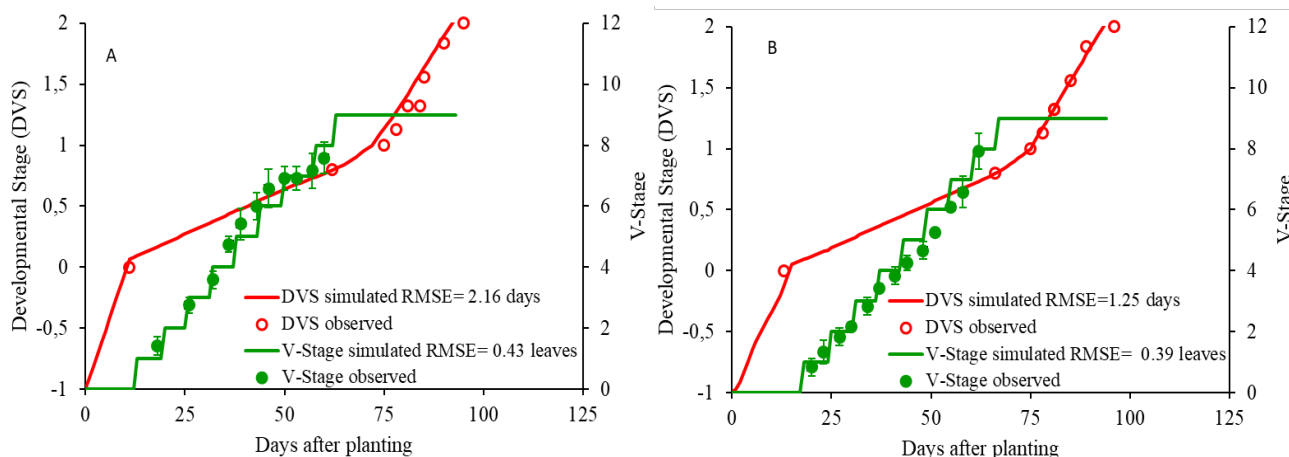 A
2
1,5
1
0,5
0
-0,5
-1
Developmental Stage (DVS)
12
10
8
6
4
2
0
V-Stage
DVS simulated RMSE= 2.16 days
DVS observed
V-Stage simulated RMSE= 0.43 leaves
V-Stage observed
0 25 50 75 100 125
Days after planting
B
2
1,5
1
0,5
0
-0,5
-1
Developmental Stage (DVS)
12
10
8
6
4
2
0
V-Stage
DVS simulated RMSE=1.25 days
DVS observed
V-Stage simulated RMSE= 0.39 leaves
V-Stage observed
0 25 50 75 100 125
Days after planting